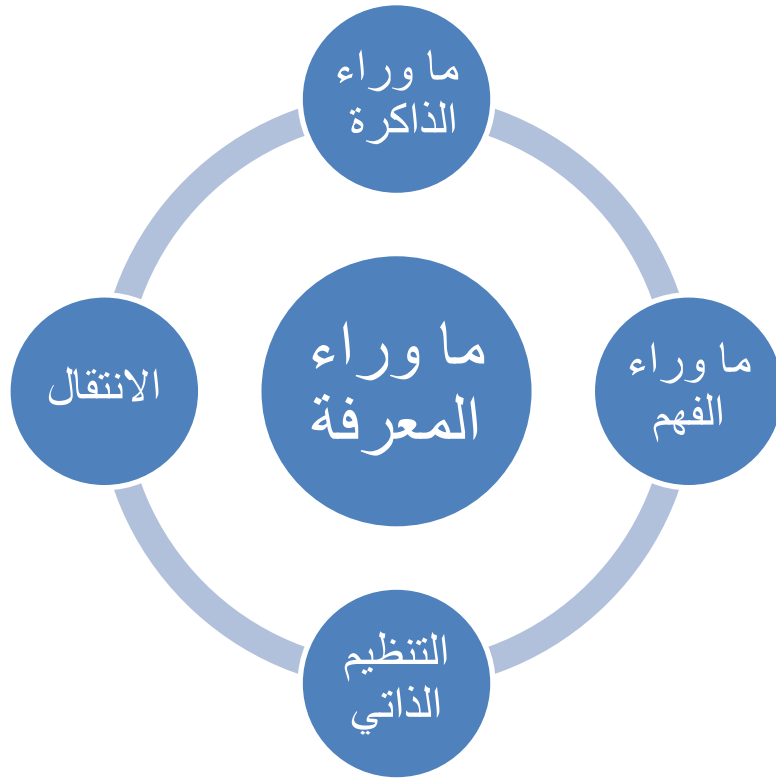 ما وراء
الذاكرة
ما وراء
المعرفة
ما وراء
الفهم
الانتقال
التنظيم
الذاتي